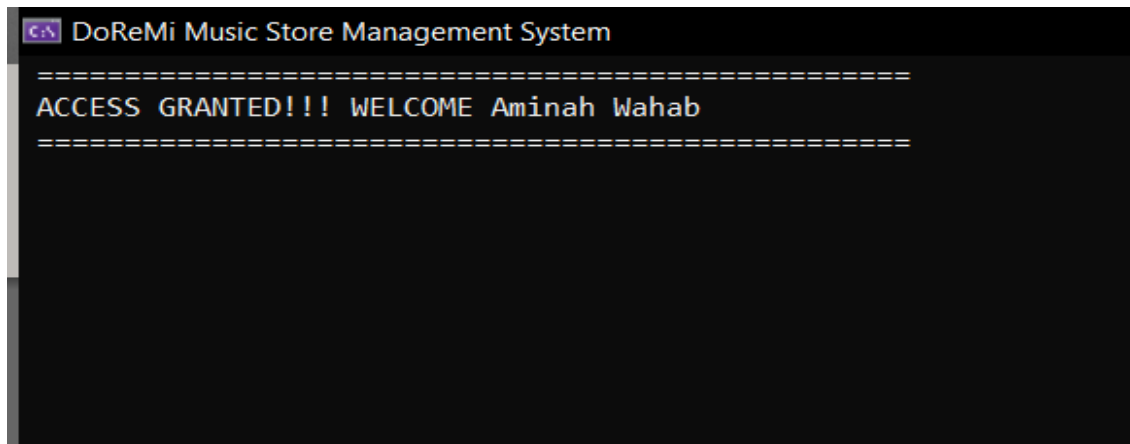 C:\ DoReMi Music Store Management System
==================================================
ACCESS GRANTED!!! WELCOME Aminah Wahab
==================================================